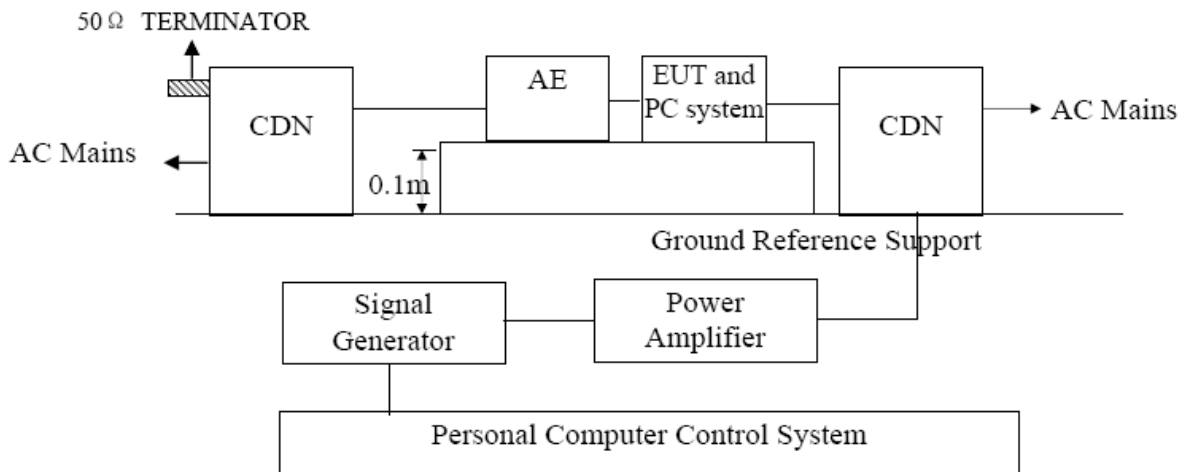 50Ω TERMINATOR
AE
EUT and
PC system
CDN
CDN
AC Mains
AC Mains
0.1m
Ground Reference Support
Signal
Generator
Power
Amplifier
Personal Computer Control System